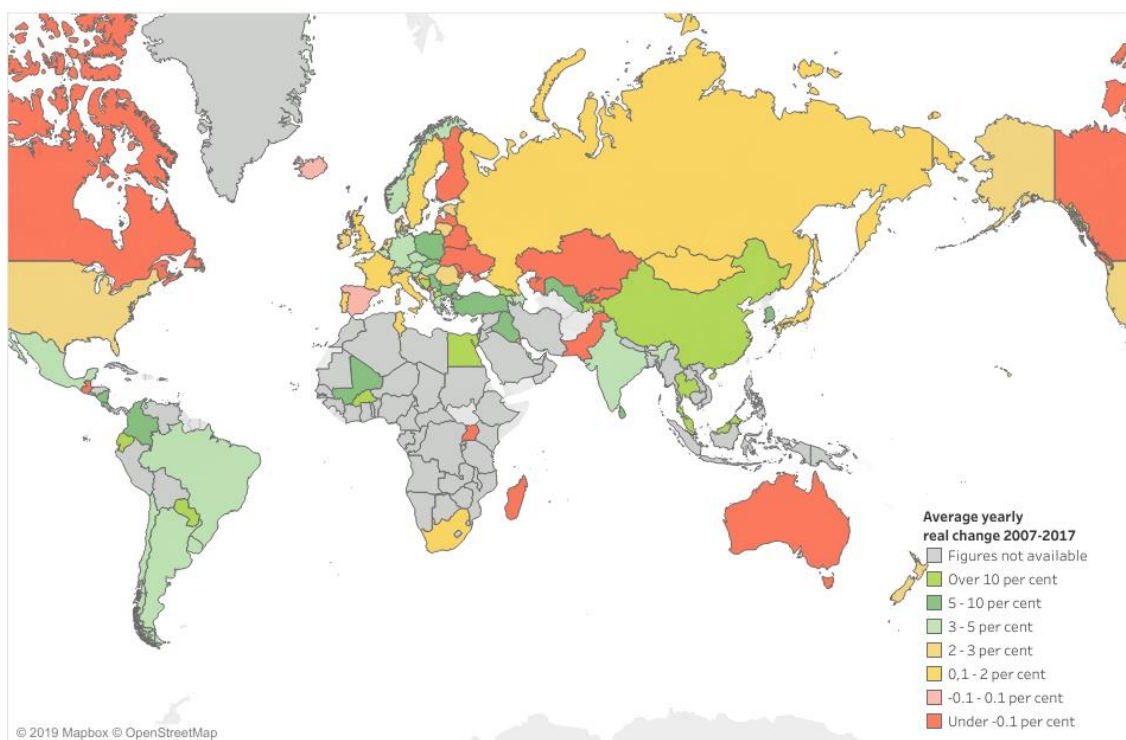 Average yearly
real change 2007-2017
Figures not available
Over 10 per cent
5 - 10 per cent
3 - 5 per cent
2 - 3 per cent
0,1 - 2 per cent
-0.1 - 0.1 per cent
Under -0.1 per cent
© 2019 Mapbox © OpenStreetMap